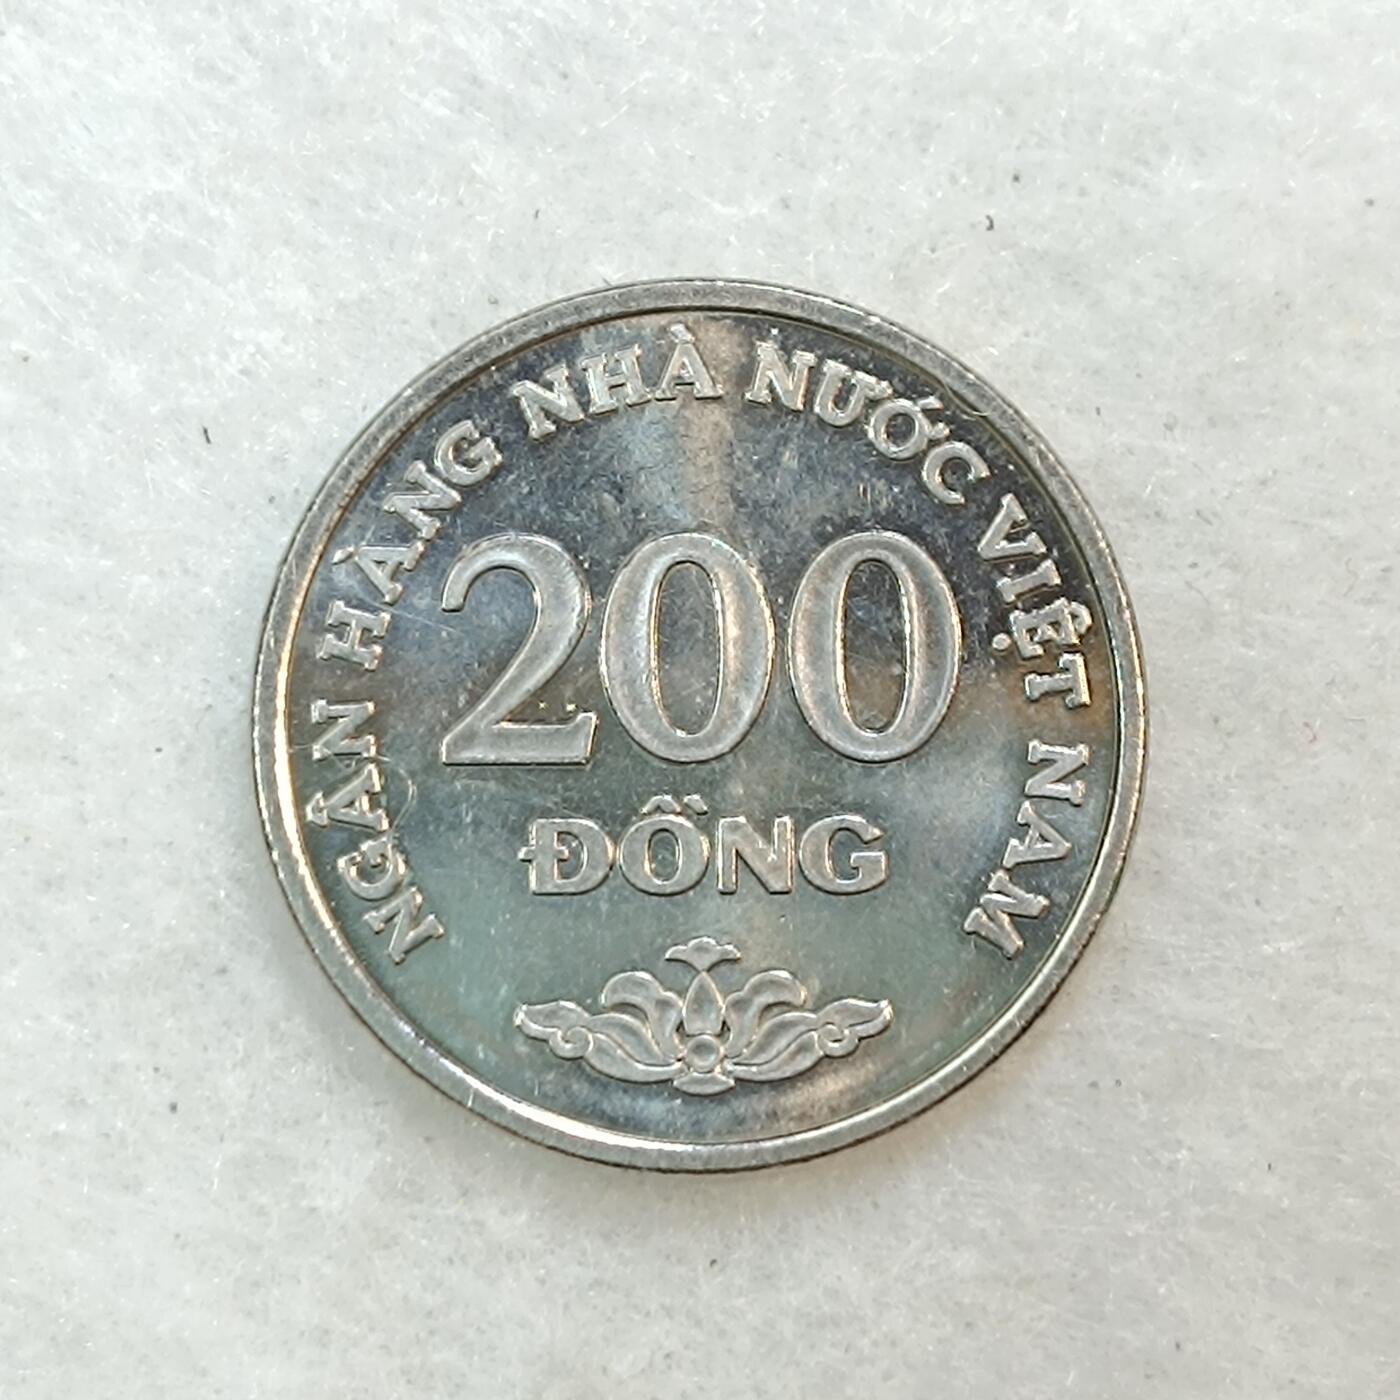 NGÂN HÀNG NHÀ NƯỚC VIỆT NAM
200
ĐỒNG